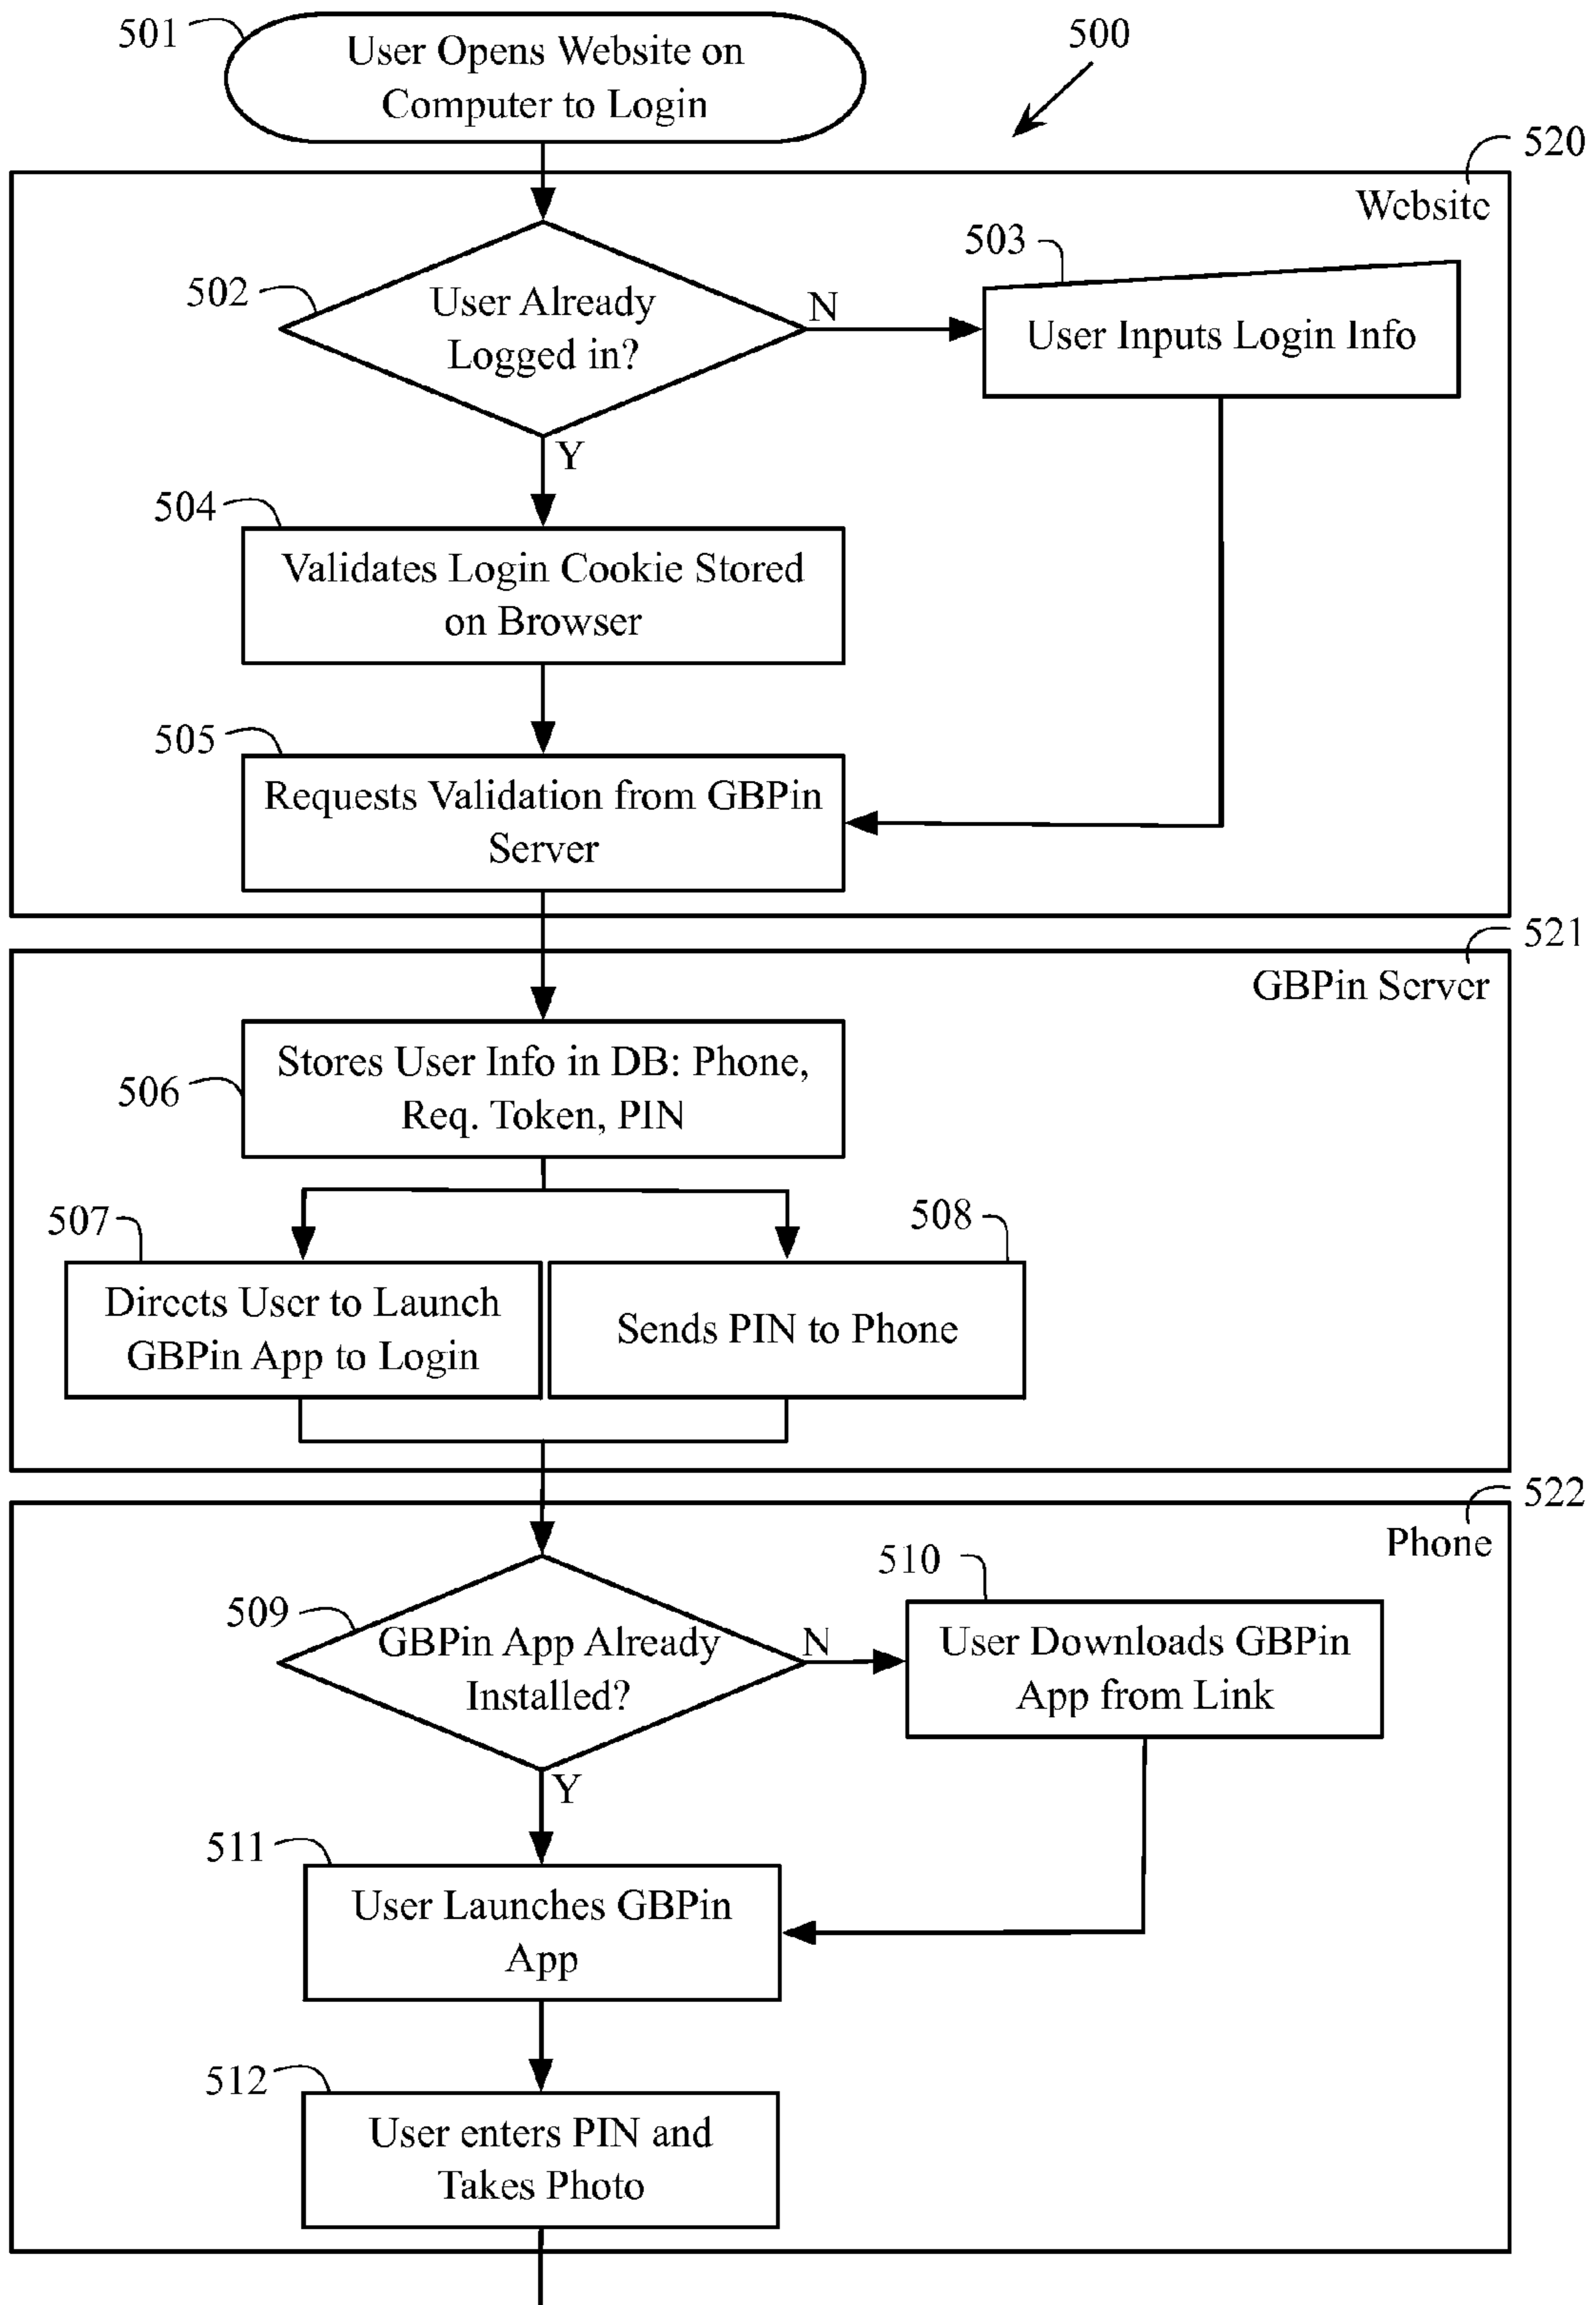 501
User Opens Website on
Computer to Login
500
520
Website
503
502
User Already
Logged in?
N
User Inputs Login Info
Y
504
Validates Login Cookie Stored
on Browser
505
Requests Validation from GBPin
Server
521
GBPin Server
506
Stores User Info in DB: Phone,
Req. Token, PIN
507
508
Directs User to Launch
GBPin App to Login
Sends PIN to Phone
522
Phone
510
509
GBPin App Already
Installed?
N
User Downloads GBPin
App from Link
Y
511
User Launches GBPin
App
512
User enters PIN and
Takes Photo